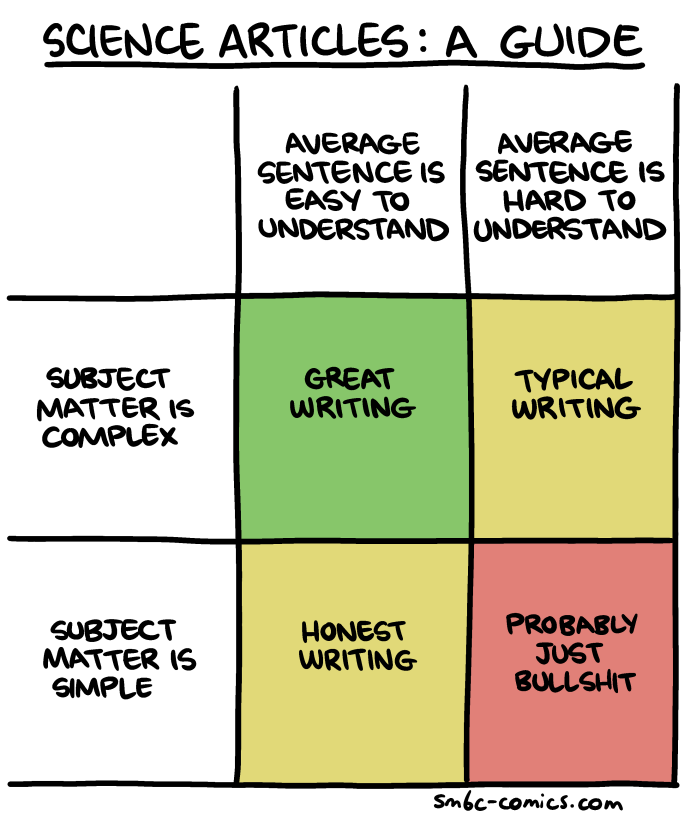 SCIENCE ARTICLES: A GUIDE
AVERAGE
SENTENCE IS
EASY TO
UNDERSTAND
AVERAGE
SENTENCE IS
HARD TO
UNDERSTAND
SUBJECT
MATTER IS
COMPLEX
GREAT
WRITING
TYPICAL
WRITING
SUBJECT
MATTER IS
SIMPLE
HONEST
WRITING
PROBABLY
JUST
BULLSHIT
smbc-comics.com